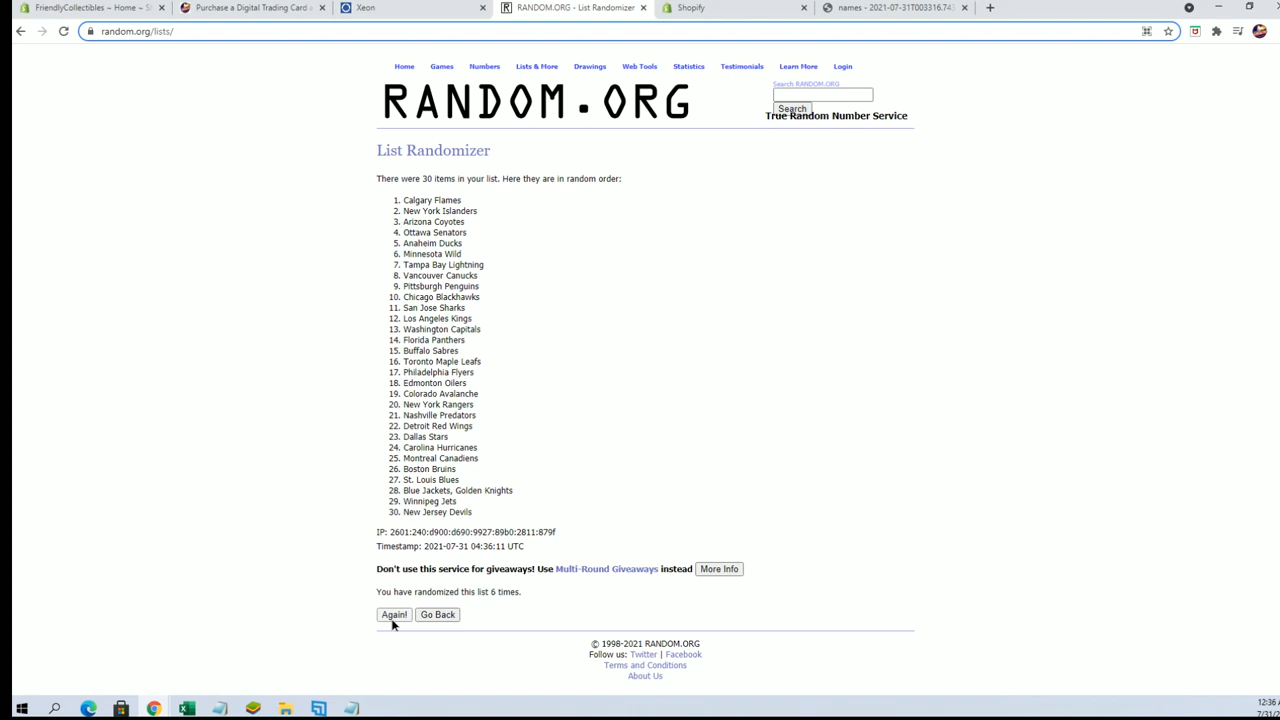 FriendlyCollectibles ~ Home ~ S
Purchase a Digital Trading Card a
Xeon
RANDOM.ORG - List Randomizer
Shopify
names - 2021-07-31T003316.743
random.org/lists/
Home Games Numbers Lists & More Drawings Web Tools Statistics Testimonials Learn More Login
RANDOM.ORG
Search RANDOM.ORG
Search
True Random Number Service
List Randomizer
There were 30 items in your list. Here they are in random order:
1. Calgary Flames
2. New York Islanders
3. Arizona Coyotes
4. Ottawa Senators
5. Anaheim Ducks
6. Minnesota Wild
7. Tampa Bay Lightning
8. Vancouver Canucks
9. Pittsburgh Penguins
10. Chicago Blackhawks
11. San Jose Sharks
12. Los Angeles Kings
13. Washington Capitals
14. Florida Panthers
15. Buffalo Sabres
16. Toronto Maple Leafs
17. Philadelphia Flyers
18. Edmonton Oilers
19. Colorado Avalanche
20. New York Rangers
21. Nashville Predators
22. Detroit Red Wings
23. Dallas Stars
24. Carolina Hurricanes
25. Montreal Canadiens
26. Boston Bruins
27. St. Louis Blues
28. Blue Jackets, Golden Knights
29. Winnipeg Jets
30. New Jersey Devils
IP: 2601:240:d900:d690:9927:89b0:2811:879f
Timestamp: 2021-07-31 04:36:11 UTC
Don't use this service for giveaways! Use Multi-Round Giveaways instead More Info
You have randomized this list 6 times.
Again! Go Back
© 1998-2021 RANDOM.ORG
Follow us: Twitter | Facebook
Terms and Conditions
About Us
12:36
7/31/2